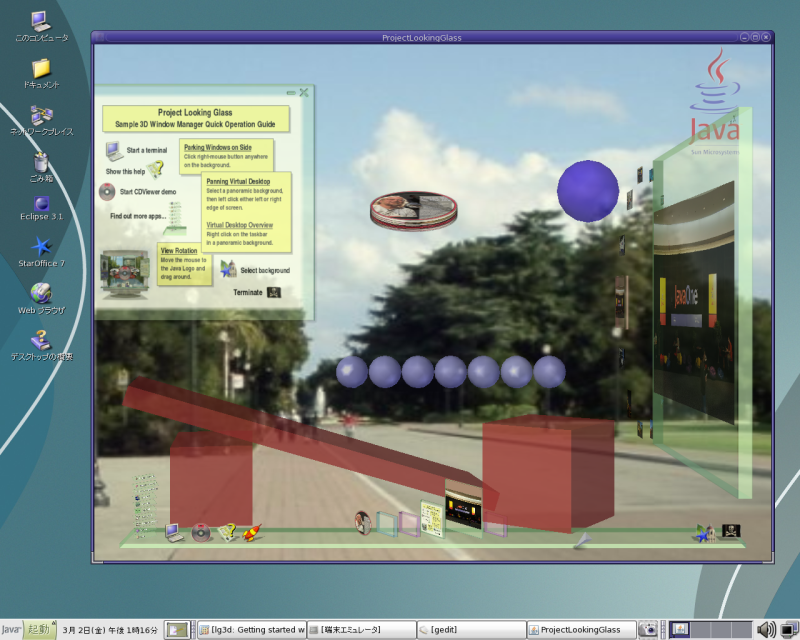 このコンピュータ
ドキュメント
ネットワークプレイス
ごみ箱
Eclipse 3.1
StarOffice 7
Web ブラウザ
デスクトップの概要
ProjectLookingGlass
Project Looking Glass
Sample 3D Window Manager Quick Operation Guide
Start a terminal
Show this help
Start CDViewer demo
Find out more apps...
Parking Windows on Side
Click right-mouse button anywhere
on the background.
Panning Virtual Desktop
Select a panoramic background,
then left click either left or right
edge of screen.
Virtual Desktop Overview
Right click on the taskbar
in a panoramic background.
View Rotation
Move the mouse to
the Java Logo and
drag around.
Select background
Terminate
Java
Sun Microsystems
JavaOne
Java
起動
3月 2日(金) 午後 1時16分
[lg3d: Getting started w
[端末エミュレータ]
[gedit]
ProjectLookingGlass